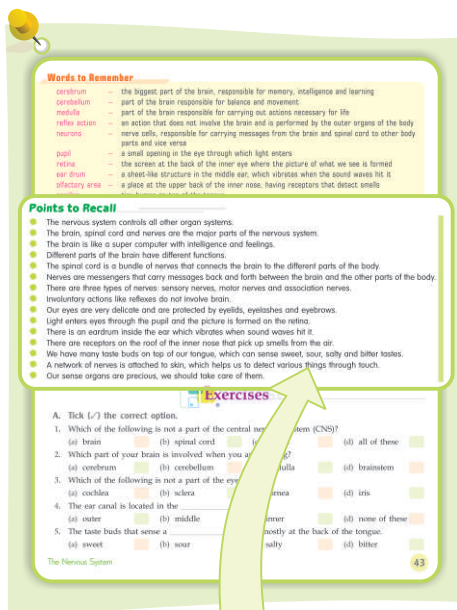 Words to Remember
cerebrum – the biggest part of the brain, responsible for memory, intelligence and learning
cerebellum – part of the brain responsible for balance and movement
medulla – part of the brain responsible for carrying out actions necessary for life
reflex action – an action that does not involve the brain and is performed by the outer organs of the body
neurons – nerve cells, responsible for carrying messages from the brain and spinal cord to other body
parts and vice versa
pupil – a small opening in the eye through which light enters
retina – the screen at the back of the inner eye where the picture of what we see is formed
ear drum – a sheet-like structure in the middle ear, which vibrates when the sound waves hit it
olfactory area – a place at the upper back of the inner nose, having receptors that detect smells
Points to Recall
The nervous system controls all other organ systems.
The brain, spinal cord and nerves are the major parts of the nervous system.
The brain is like a super computer with intelligence and feelings.
Different parts of the brain have different functions.
The spinal cord is a bundle of nerves that connects the brain to the different parts of the body.
Nerves are messengers that carry messages back and forth between the brain and the other parts of the body.
There are three types of nerves: sensory nerves, motor nerves and association nerves.
Involuntary actions like reflexes do not involve brain.
Our eyes are very delicate and are protected by eyelids, eyelashes and eyebrows.
Light enters eyes through the pupil and the picture is formed on the retina.
There is an eardrum inside the ear which vibrates when sound waves hit it.
There are receptors on the roof of the inner nose that pick up smells from the air.
We have many taste buds on top of our tongue, which can sense sweet, sour, salty and bitter tastes.
A network of nerves is attached to skin, which helps us to detect various things through touch.
Our sense organs are precious, we should take care of them.
Exercises
A. Tick (✓) the correct option.
1. Which of the following is not a part of the central system (CNS)?
(a) brain (b) spinal cord (d) all of these
2. Which part of your brain is involved when you
(a) cerebrum (b) cerebellum (d) brainstem
3. Which of the following is not a part of the eye
(a) cochlea (b) sclera (d) iris
4. The ear canal is located in the
(a) outer (b) middle inner (d) none of these
5. The taste buds that sense a mostly at the back of the tongue.
(a) sweet (b) sour salty (d) bitter
The Nervous System 43